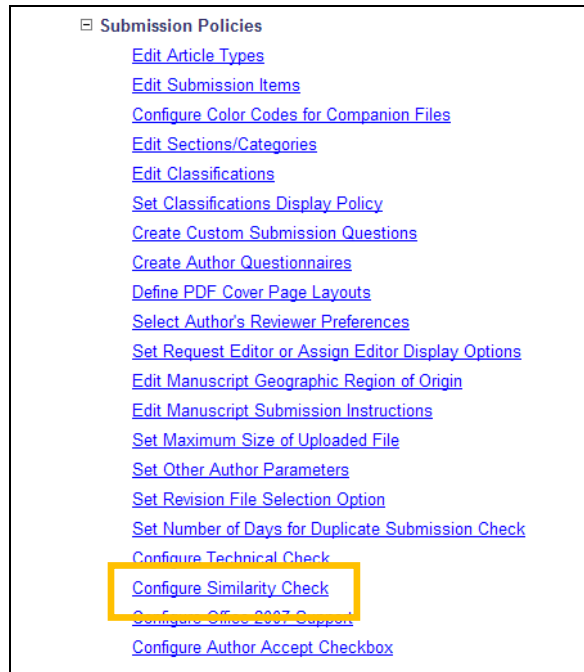 Submission Policies
Edit Article Types
Edit Submission Items
Configure Color Codes for Companion Files
Edit Sections/Categories
Edit Classifications
Set Classifications Display Policy
Create Custom Submission Questions
Create Author Questionnaires
Define PDF Cover Page Layouts
Select Author's Reviewer Preferences
Set Request Editor or Assign Editor Display Options
Edit Manuscript Geographic Region of Origin
Edit Manuscript Submission Instructions
Set Maximum Size of Uploaded File
Set Other Author Parameters
Set Revision File Selection Option
Set Number of Days for Duplicate Submission Check
Configure Technical Check
Configure Similarity Check
Configure Office 2007 Support
Configure Author Accept Checkbox